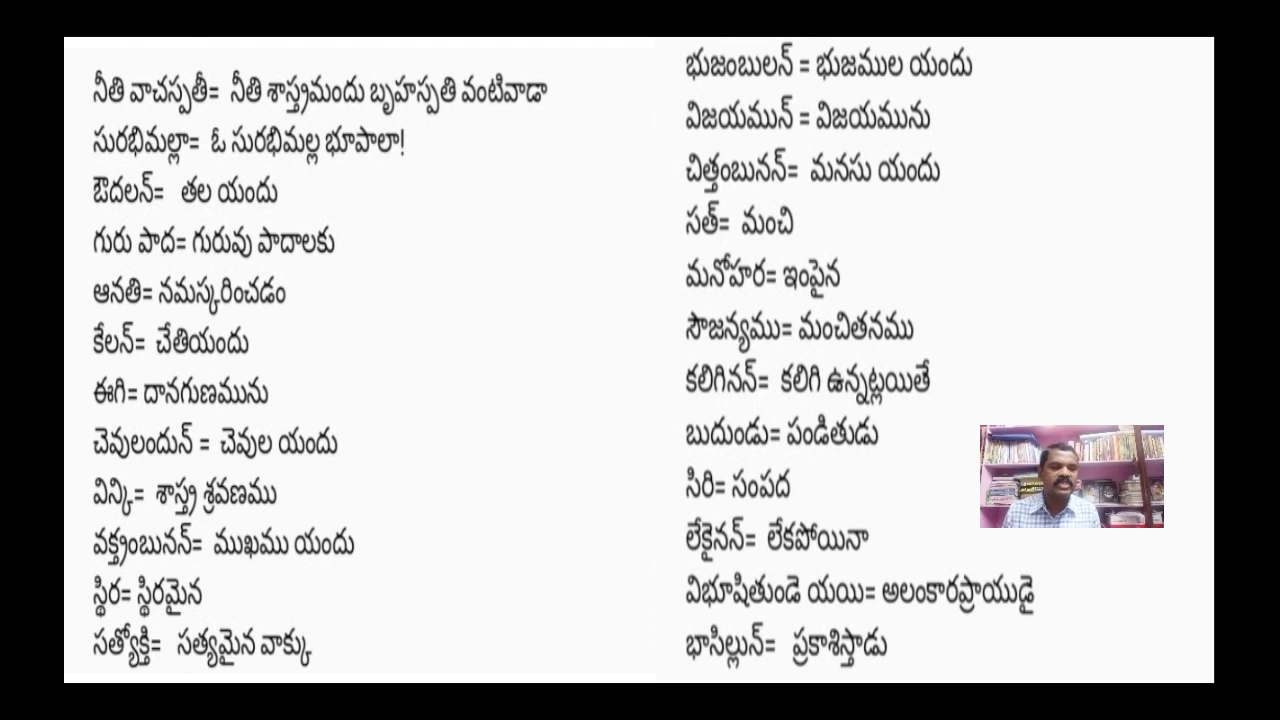 నీతి వాచస్పతీ= నీతి శాస్త్రమందు బృహస్పతి వంటివాడా
సురభిమల్లా= ఓ సురభిమల్ల భూపాలా!
ఔదలన్= తల యందు
గురు పాద= గురువు పాదాలకు
ఆనతి= నమస్కరించడం
కేలన్= చేతియందు
ఈగి= దానగుణమును
చెవులందున్ = చెవుల యందు
విన్కి= శాస్త్ర శ్రవణము
వక్త్రంబునన్= ముఖము యందు
స్థిర= స్థిరమైన
సత్యోక్తి= సత్యమైన వాక్కు
భుజంబులన్ = భుజముల యందు
విజయమున్ = విజయమును
చిత్తంబునన్= మనసు యందు
సత్= మంచి
మనోహర= ఇంపైన
సౌజన్యము= మంచితనము
కలిగినన్= కలిగి ఉన్నట్లయితే
బుదుండు= పండితుడు
సిరి= సంపద
లేకైనన్= లేకపోయినా
విభూషితుండె యయి= అలంకారప్రాయుడై
భాసిల్లున్= ప్రకాశిస్తాడు